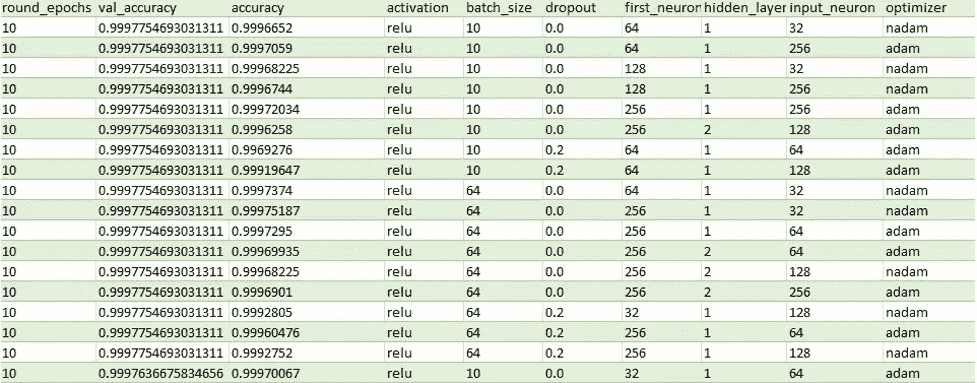 round_epochs val_accuracy accuracy activation batch_size dropout first_neuron hidden_layer input_neuron optimizer
10 0.9997754693031311 0.9996652 relu 10 0.0 64 1 32 nadam
10 0.9997754693031311 0.9997059 relu 10 0.0 64 1 256 adam
10 0.9997754693031311 0.99968225 relu 10 0.0 128 1 32 nadam
10 0.9997754693031311 0.9996744 relu 10 0.0 128 1 256 nadam
10 0.9997754693031311 0.99972034 relu 10 0.0 256 1 256 adam
10 0.9997754693031311 0.9996258 relu 10 0.0 256 2 128 adam
10 0.9997754693031311 0.9969276 relu 10 0.2 64 1 64 adam
10 0.9997754693031311 0.99919647 relu 10 0.2 64 1 128 adam
10 0.9997754693031311 0.9997374 relu 64 0.0 64 1 32 nadam
10 0.9997754693031311 0.99975187 relu 64 0.0 256 1 32 nadam
10 0.9997754693031311 0.9997295 relu 64 0.0 256 1 64 adam
10 0.9997754693031311 0.99969935 relu 64 0.0 256 2 64 adam
10 0.9997754693031311 0.99968225 relu 64 0.0 256 2 128 nadam
10 0.9997754693031311 0.9996901 relu 64 0.0 256 2 256 adam
10 0.9997754693031311 0.9992805 relu 64 0.2 32 1 128 nadam
10 0.9997754693031311 0.99960476 relu 64 0.2 256 1 64 adam
10 0.9997754693031311 0.9992752 relu 64 0.2 256 1 128 nadam
10 0.9997636675834656 0.99970067 relu 10 0.0 32 1 64 adam